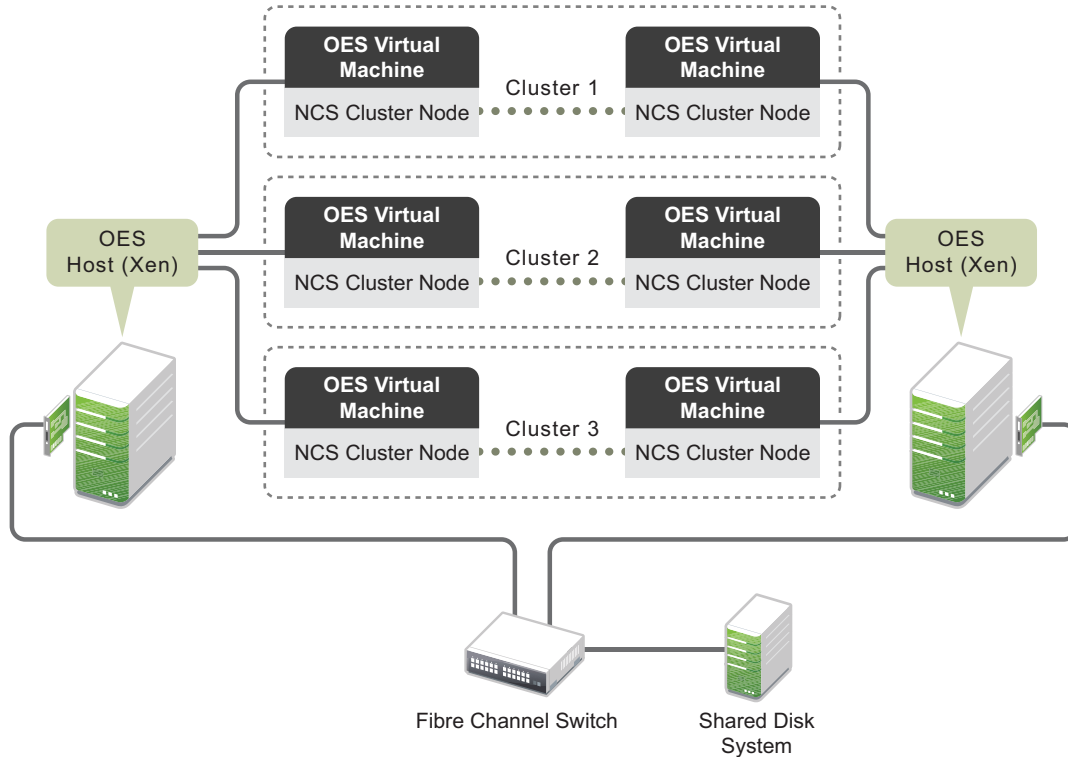 OES Virtual
Machine
NCS Cluster Node
Cluster 1
OES Virtual
Machine
NCS Cluster Node
OES
Host (Xen)
OES Virtual
Machine
NCS Cluster Node
Cluster 2
OES Virtual
Machine
NCS Cluster Node
OES
Host (Xen)
OES Virtual
Machine
NCS Cluster Node
Cluster 3
OES Virtual
Machine
NCS Cluster Node
Fibre Channel Switch
Shared Disk
System